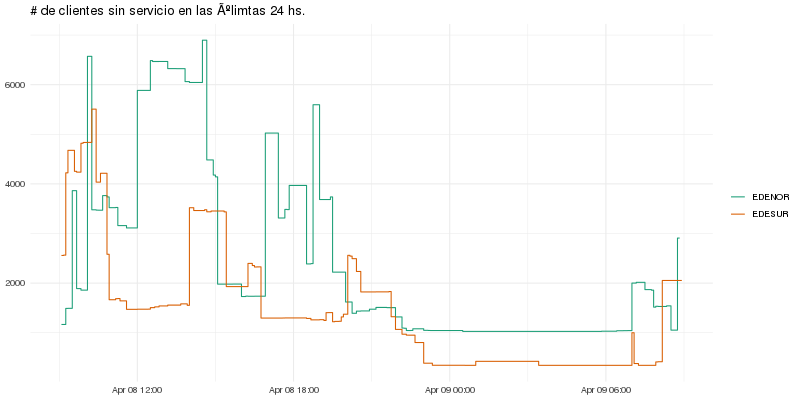 # de clientes sin servicio en las Ãºlimtas 24 hs.
6000
4000
2000
Apr 08 12:00
Apr 08 18:00
Apr 09 00:00
Apr 09 06:00
EDENOR
EDESUR